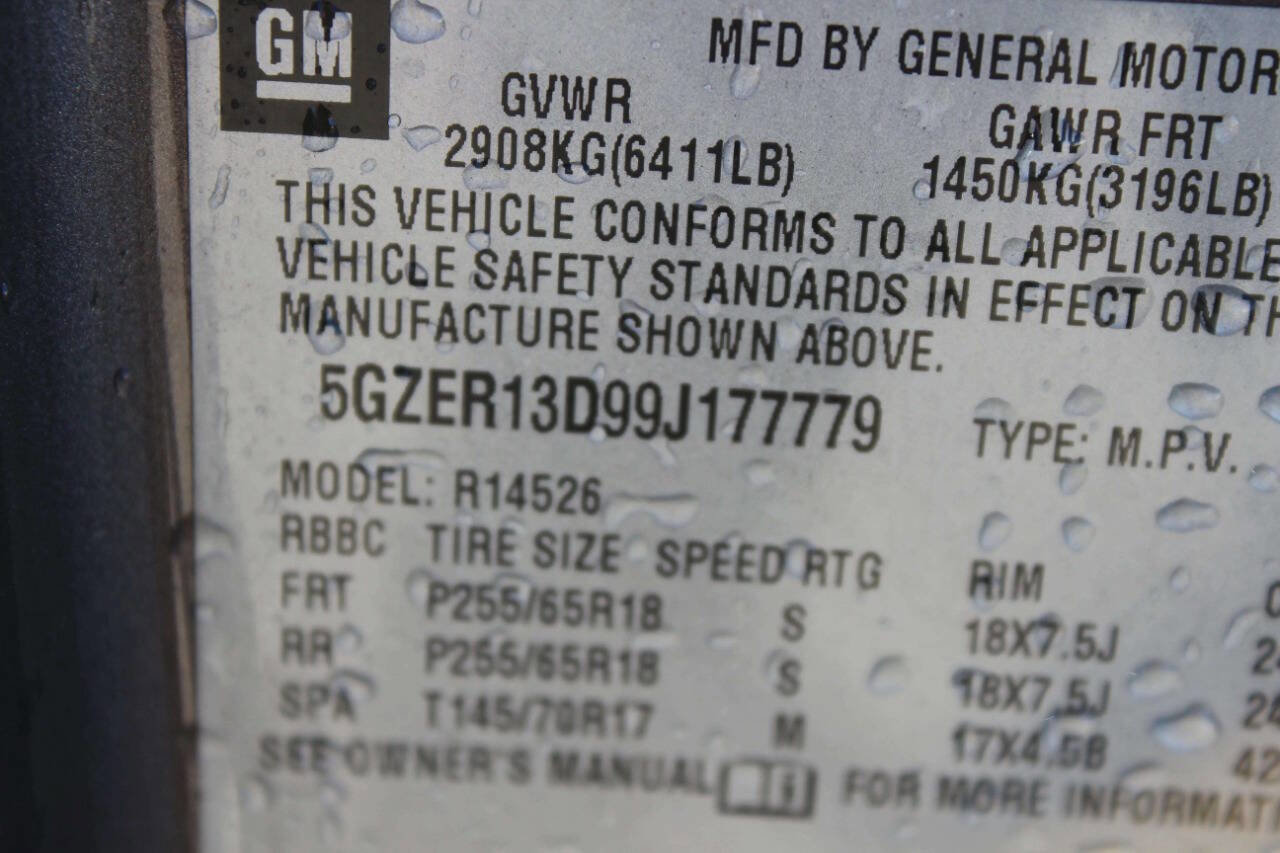 GM
MFD BY GENERAL MOTOR
GVWR GAWR FRT
2908KG(6411LB) 1450KG(3196LB)
THIS VEHICLE CONFORMS TO ALL APPLICABLE
VEHICLE SAFETY STANDARDS IN EFFECT ON TH
MANUFACTURE SHOWN ABOVE.
5GZER13D99J177779 TYPE: M.P.V.
MODEL: R14526
RBBC TIRE SIZE SPEED RTG RIM
FRT P255/65R18 S 18X7.5J
RR P255/65R18 S 18X7.5J
SPA T145/70R17 M 17X4.5B 42
SEE OWNER'S MANUAL FOR MORE INFORMATI